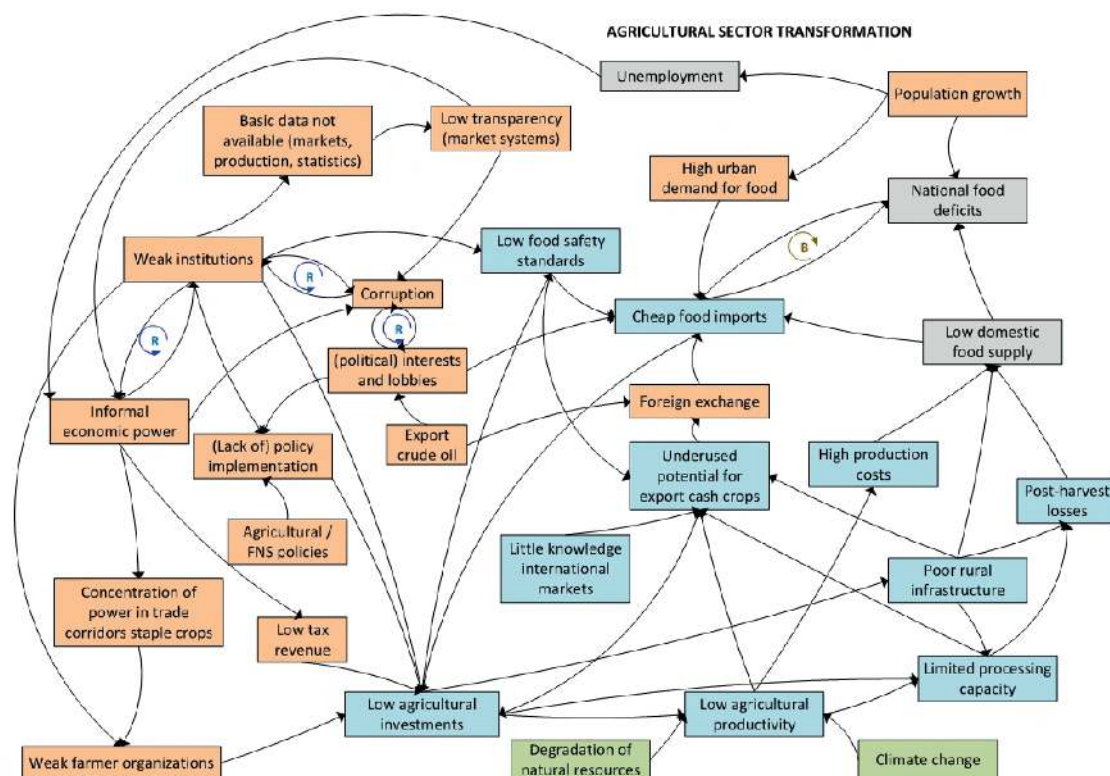 AGRICULTURAL SECTOR TRANSFORMATION
Unemployment
Population growth
Basic data not
available (markets,
production, statistics)
Low transparency
(market systems)
High urban
demand for food
National food
deficits
Weak institutions
R
Low food safety
standards
B
Corruption
Cheap food imports
R
R
Low domestic
food supply
(political) interests
and lobbies
Informal
economic power
Foreign exchange
(Lack of) policy
implementation
Export
crude oil
Underused
potential for
export cash crops
High production
costs
Post-harvest
losses
Agricultural /
FNS policies
Little knowledge
international
markets
Poor rural
infrastructure
Concentration of
power in trade
corridors staple crops
Low tax
revenue
Limited processing
capacity
Low agricultural
investments
Low agricultural
productivity
Weak farmer organizations
Degradation of
natural resources
Climate change